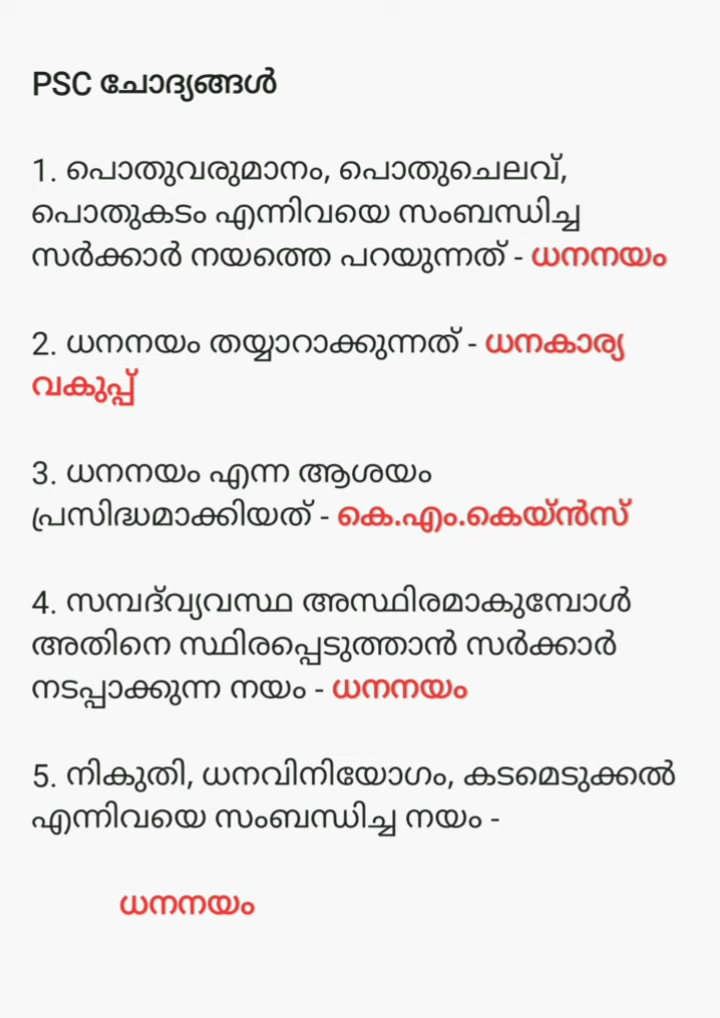 PSC ചോദ്യങ്ങൾ
1. പൊതുവരുമാനം, പൊതുചെലവ്,
പൊതുകടം എന്നിവയെ സംബന്ധിച്ച
സർക്കാർ നയത്തെ പറയുന്നത് - ധനനയം
2. ധനനയം തയ്യാറാക്കുന്നത് - ധനകാര്യ
വകുപ്പ്
3. ധനനയം എന്ന ആശയം
പ്രസിദ്ധമാക്കിയത് - കെ.എം.കെയ്ൻസ്
4. സമ്പദ്‌വ്യവസ്ഥ അസ്ഥിരമാകുമ്പോൾ
അതിനെ സ്ഥിരപ്പെടുത്താൻ സർക്കാർ
നടപ്പാക്കുന്ന നയം - ധനനയം
5. നികുതി, ധനവിനിയോഗം, കടമെടുക്കൽ
എന്നിവയെ സംബന്ധിച്ച നയം -
ധനനയം